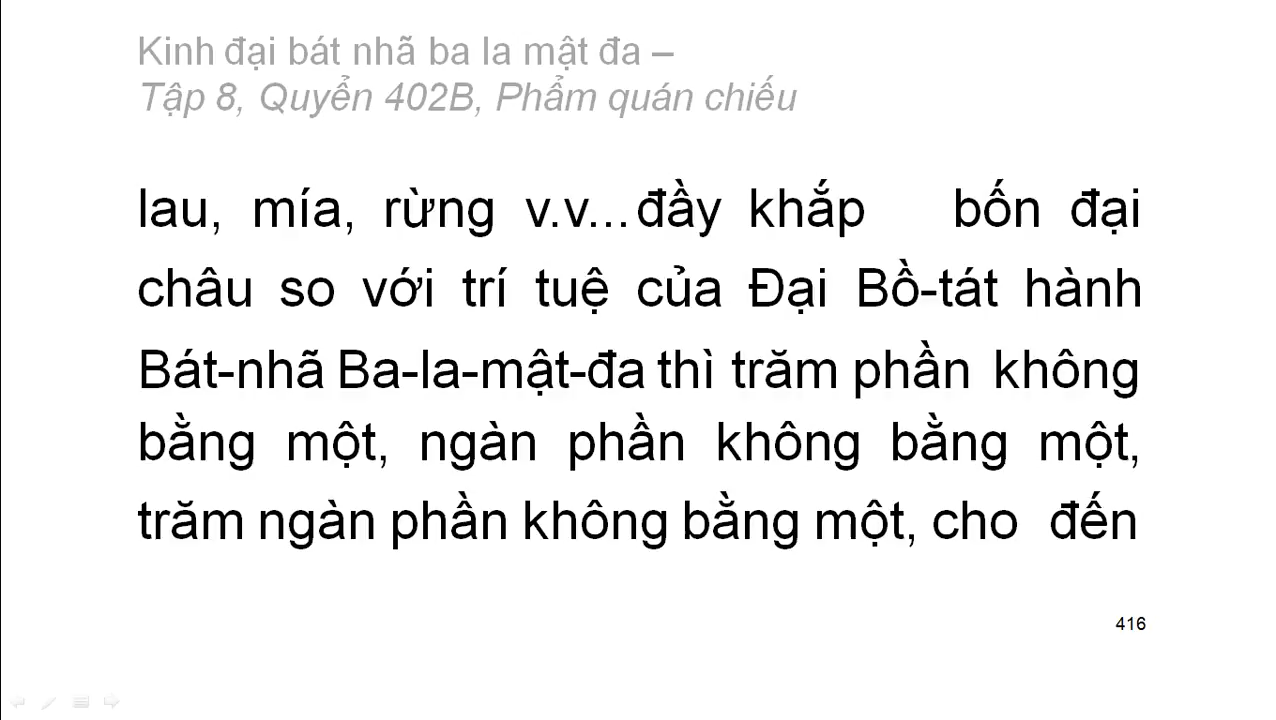 Kinh đại bát nhã ba la mật đa –
Tập 8, Quyển 402B, Phẩm quán chiếu
lau, mía, rừng v.v...đầy khắp bốn đại
châu so với trí tuệ của Đại Bồ-tát hành
Bát-nhã Ba-la-mật-đa thì trăm phần không
bằng một, ngàn phần không bằng một,
trăm ngàn phần không bằng một, cho đến
416